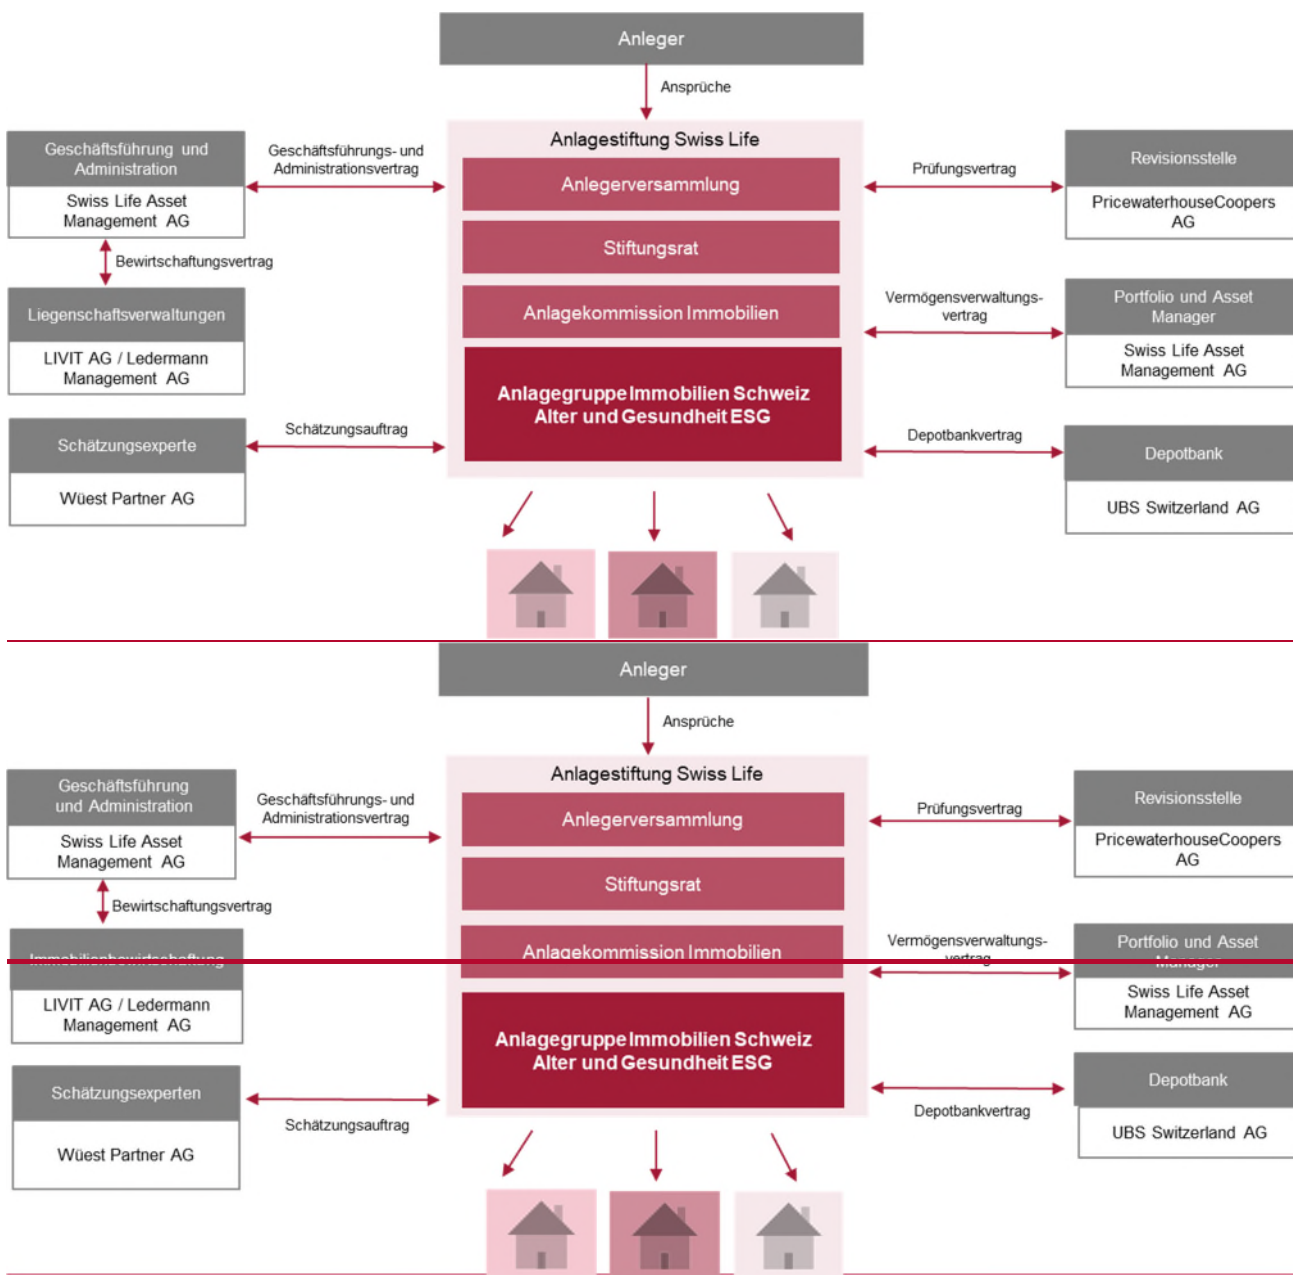 Anleger
Ansprüche
Anlagestiftung Swiss Life
Anlegerversammlung
Stiftungsrat
Anlagekommission Immobilien
Anlagegruppe Immobilien Schweiz
Alter und Gesundheit ESG
Geschäftsführung und
Administration
Swiss Life Asset
Management AG
Geschäftsführungs- und
Administrationsvertrag
Bewirtschaftungsvertrag
Liegenschaftsverwaltungen
LIVIT AG / Ledermann
Management AG
Schätzungsexperte
Wüest Partner AG
Schätzungsauftrag
Prüfungsvertrag
Revisionsstelle
PricewaterhouseCoopers
AG
Vermögensverwaltungs-
vertrag
Portfolio und Asset
Manager
Swiss Life Asset
Management AG
Depotbankvertrag
Depotbank
UBS Switzerland AG
Anleger
Ansprüche
Anlagestiftung Swiss Life
Anlegerversammlung
Stiftungsrat
Anlagekommission Immobilien
Anlagegruppe Immobilien Schweiz
Alter und Gesundheit ESG
Geschäftsführung
und Administration
Swiss Life Asset
Management AG
Geschäftsführungs- und
Administrationsvertrag
Bewirtschaftungsvertrag
Immobilienbewirtschaftung
LIVIT AG / Ledermann
Management AG
Schätzungsexperten
Wüest Partner AG
Schätzungsauftrag
Prüfungsvertrag
Revisionsstelle
PricewaterhouseCoopers
AG
Vermögensverwaltungs-
vertrag
Portfolio und Asset
Manager
Swiss Life Asset
Management AG
Depotbankvertrag
Depotbank
UBS Switzerland AG